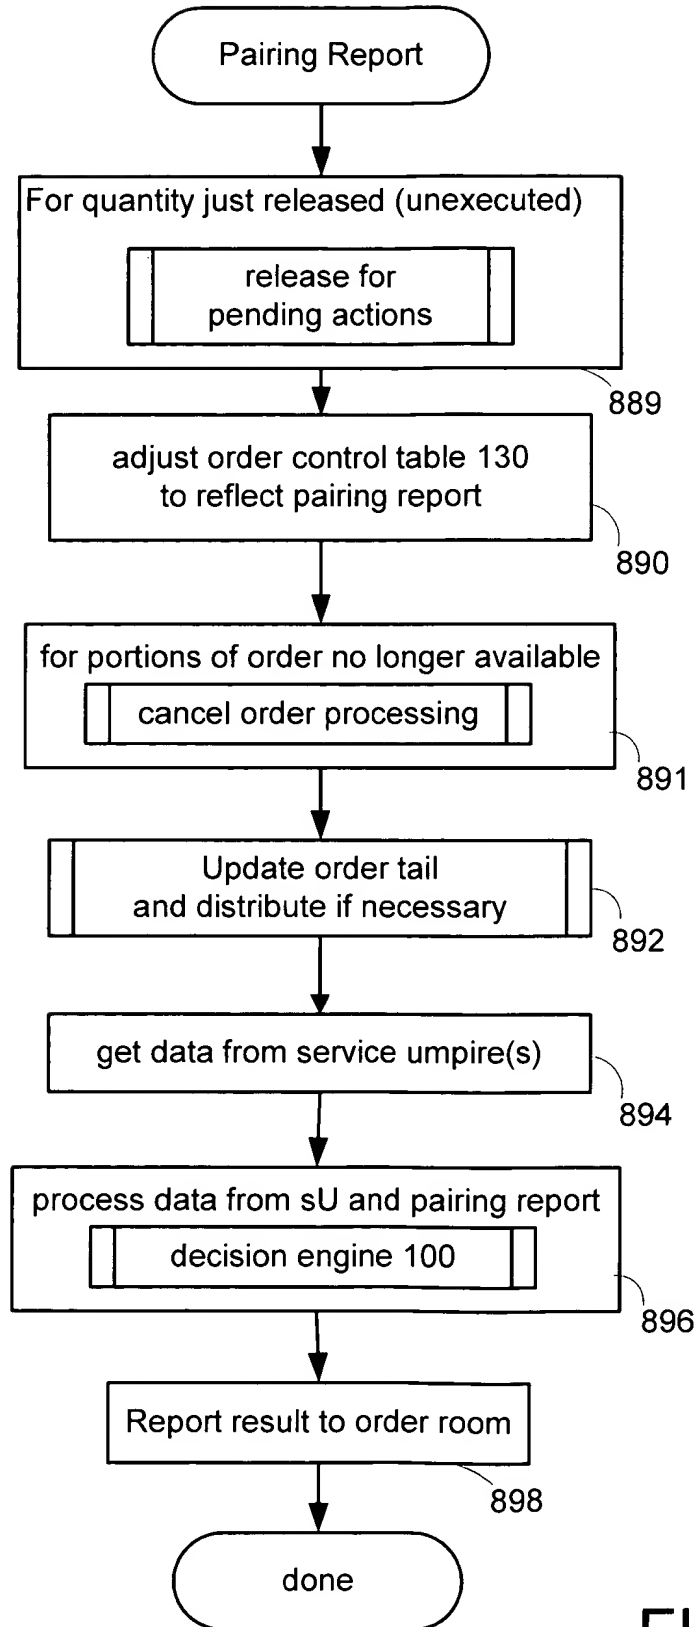 Pairing Report
For quantity just released (unexecuted)
release for
pending actions
889
adjust order control table 130
to reflect pairing report
890
for portions of order no longer available
cancel order processing
891
Update order tail
and distribute if necessary
892
get data from service umpire(s)
894
process data from sU and pairing report
decision engine 100
896
Report result to order room
898
done